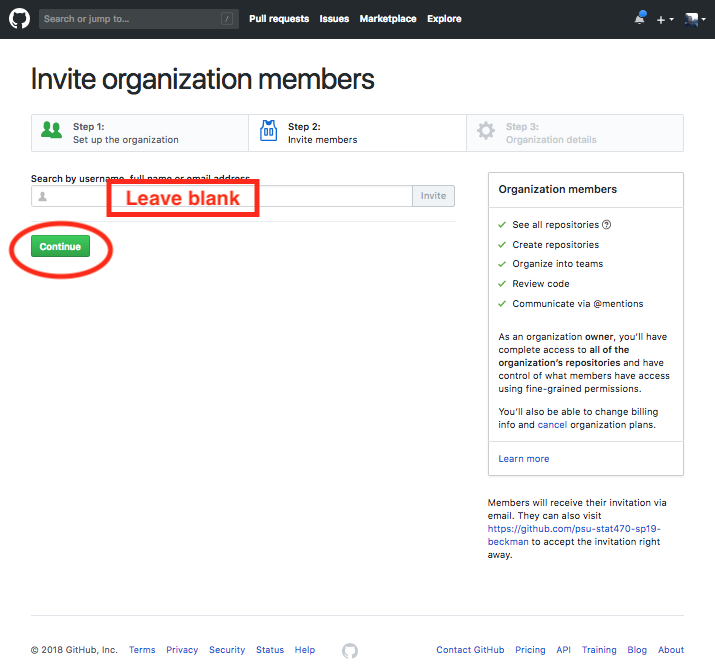 Search or jump to...
/
Pull requests Issues Marketplace Explore
Invite organization members
Step 1:
Set up the organization
Step 2:
Invite members
Step 3:
Organization details
Search by username, full name or email address
Leave blank
Invite
Continue
Organization members
See all repositories
Create repositories
Organize into teams
Review code
Communicate via @mentions
As an organization owner, you'll have
complete access to all of the
organization's repositories and have
control of what members have access
using fine-grained permissions.
You'll also be able to change billing
info and cancel organization plans.
Learn more
Members will receive their invitation via
email. They can also visit
https://github.com/psu-stat470-sp19-
beckman to accept the invitation right
away.
© 2018 GitHub, Inc. Terms Privacy Security Status Help
Contact GitHub Pricing API Training Blog About